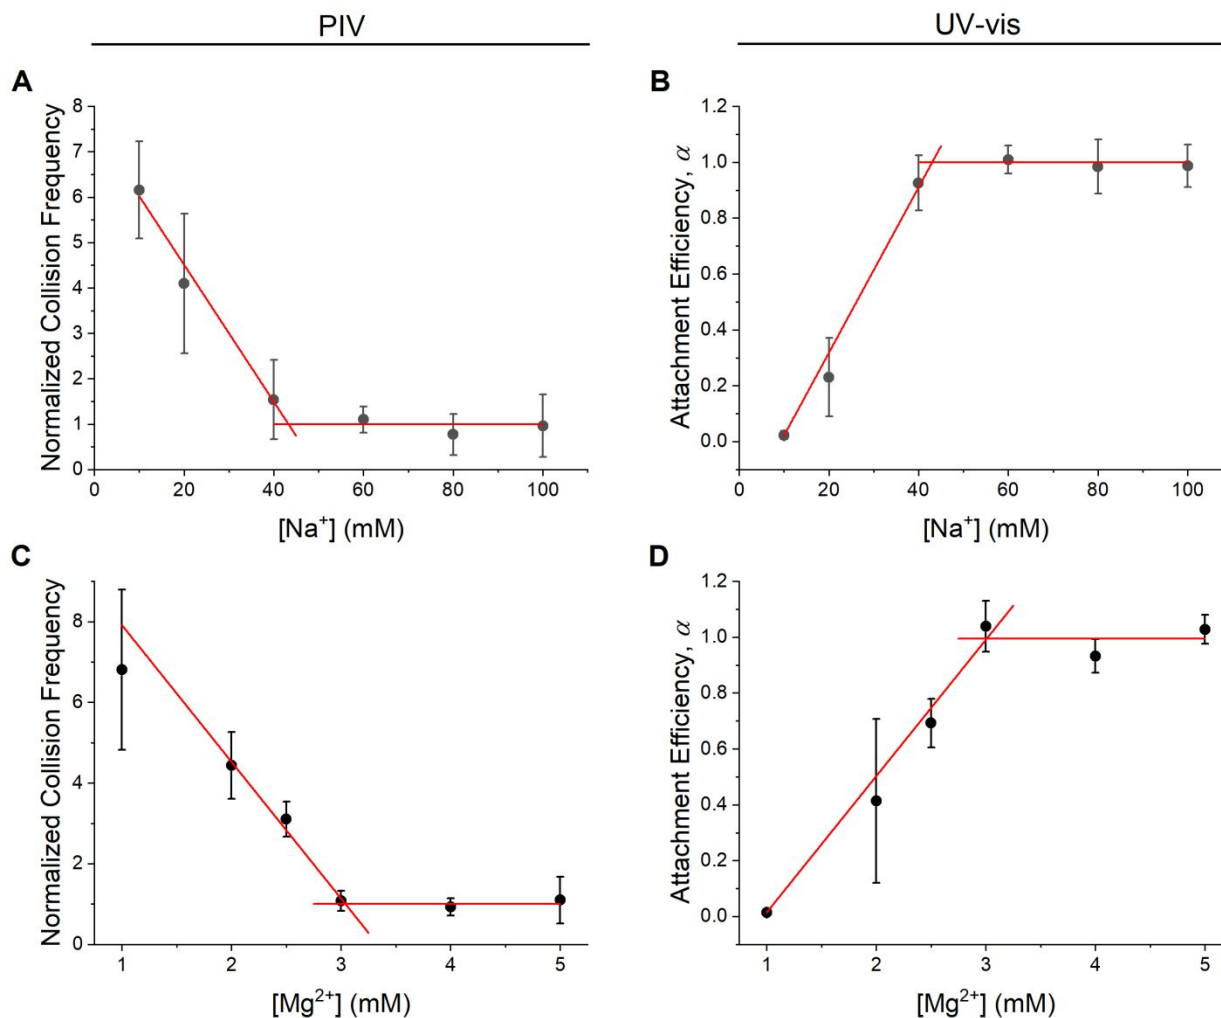 PIV
UV-vis
A
Normalized Collision Frequency
8
7
6
5
4
3
2
1
0
0 20 40 60 80 100
[Na⁺] (mM)
B
Attachment Efficiency, α
1.2
1.0
0.8
0.6
0.4
0.2
0.0
0 20 40 60 80 100
[Na⁺] (mM)
C
Normalized Collision Frequency
8
6
4
2
0
1 2 3 4 5
[Mg²⁺] (mM)
D
Attachment Efficiency, α
1.2
1.0
0.8
0.6
0.4
0.2
0.0
1 2 3 4 5
[Mg²⁺] (mM)